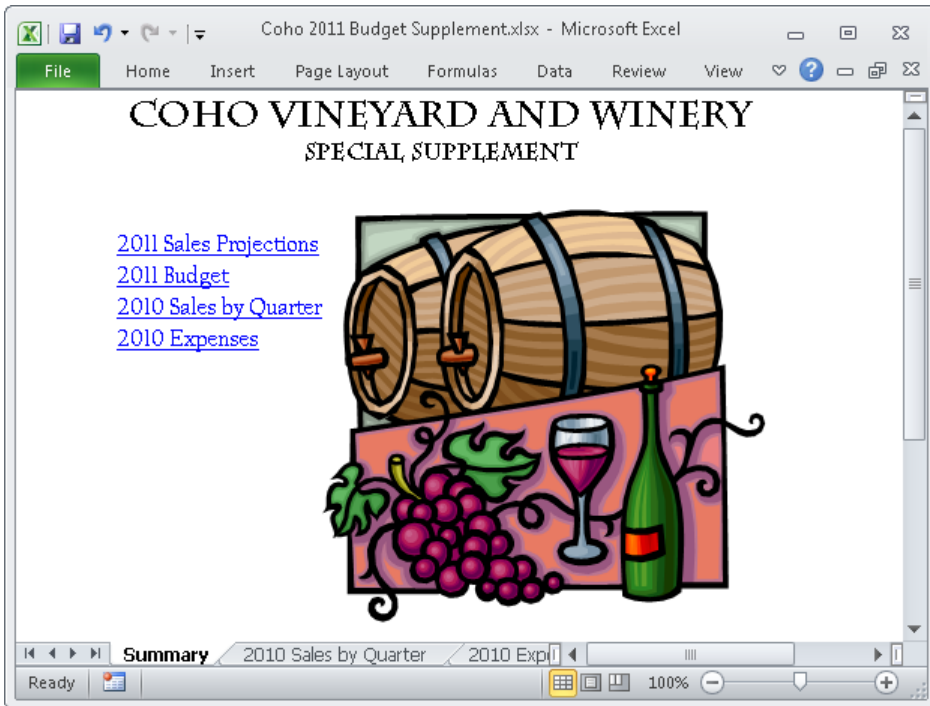 Coho 2011 Budget Supplement.xlsx - Microsoft Excel
File Home Insert Page Layout Formulas Data Review View
COHO VINEYARD AND WINERY
SPECIAL SUPPLEMENT
2011 Sales Projections
2011 Budget
2010 Sales by Quarter
2010 Expenses
Summary 2010 Sales by Quarter 2010 Exp
Ready 100%